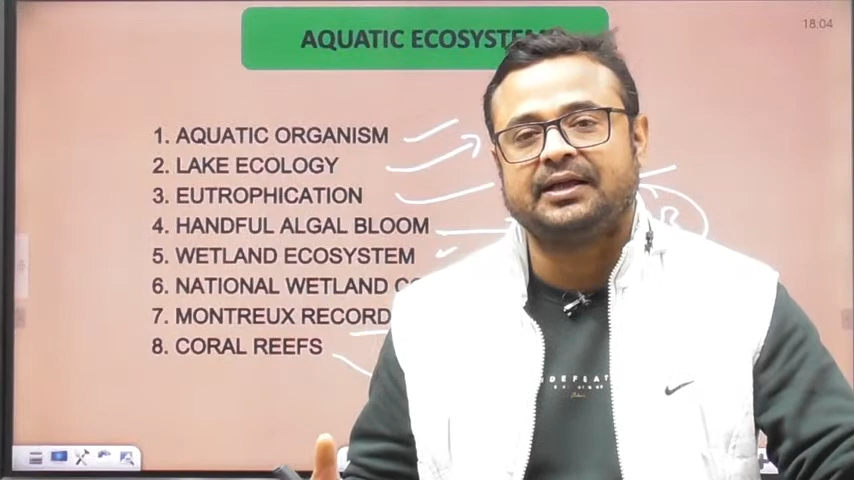 18:04
AQUATIC ECOSYSTEM
1. AQUATIC ORGANISM
2. LAKE ECOLOGY
3. EUTROPHICATION
4. HANDFUL ALGAL BLOOM
5. WETLAND ECOSYSTEM
6. NATIONAL WETLAND
7. MONTREUX RECORD
8. CORAL REEFS
DEFEAT